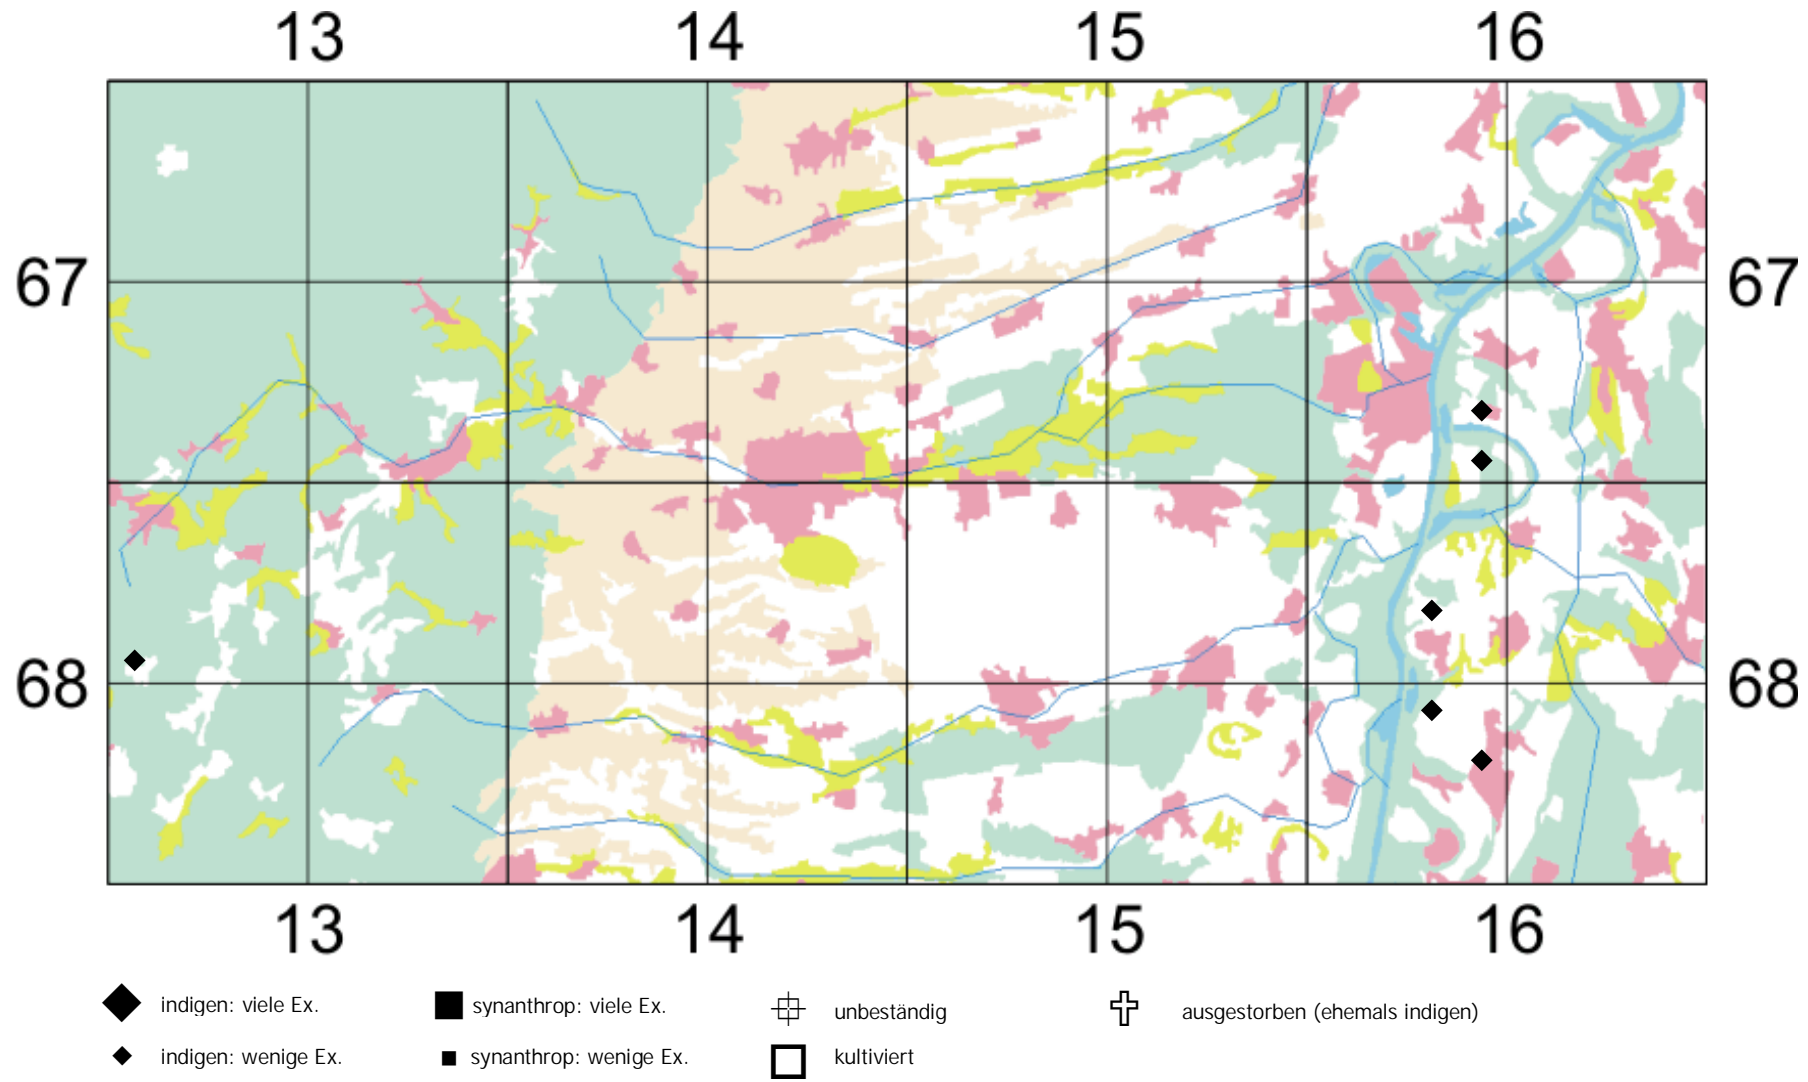 13 14 15 16
67 67
68 68
13 14 15 16
indigen: viele Ex. synanthrop: viele Ex. unbeständig ausgestorben (ehemals indigen)
indigen: wenige Ex. synanthrop: wenige Ex. kultiviert